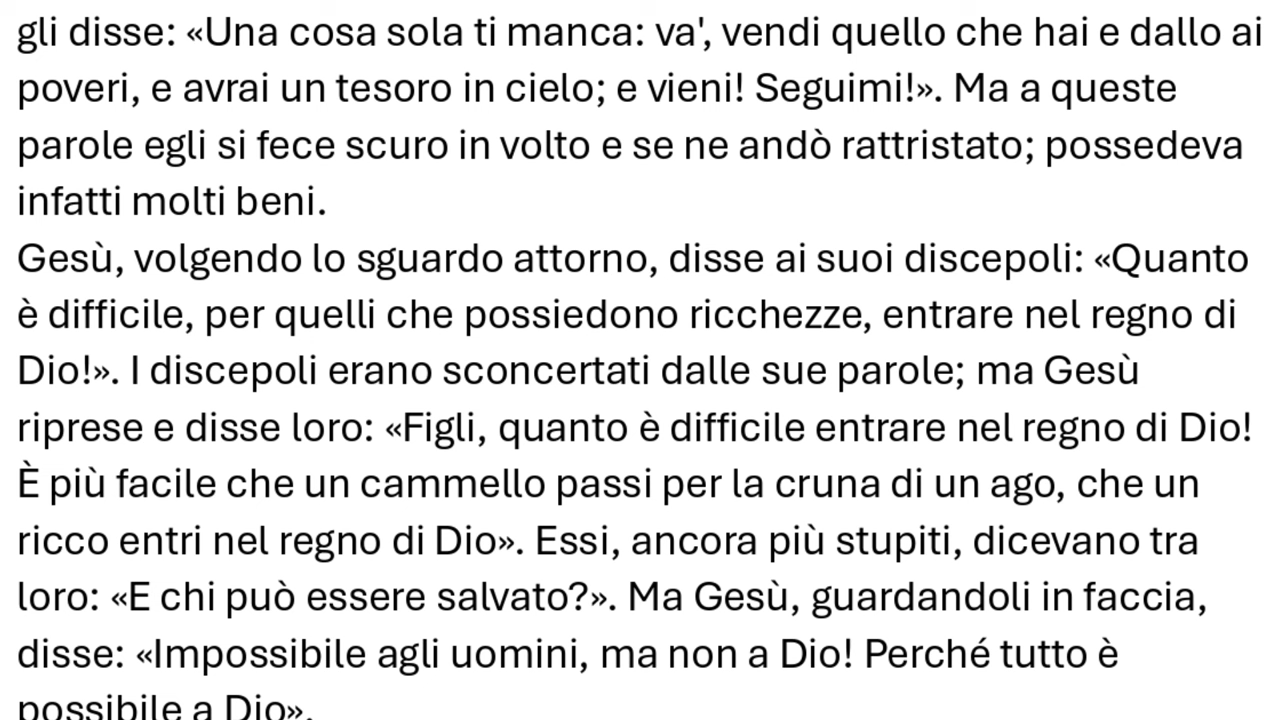 gli disse: «Una cosa sola ti manca: va', vendi quello che hai e dallo ai
poveri, e avrai un tesoro in cielo; e vieni! Seguimi!». Ma a queste
parole egli si fece scuro in volto e se ne andò rattristato; possedeva
infatti molti beni.
Gesù, volgendo lo sguardo attorno, disse ai suoi discepoli: «Quanto
è difficile, per quelli che possiedono ricchezze, entrare nel regno di
Dio!». I discepoli erano sconcertati dalle sue parole; ma Gesù
riprese e disse loro: «Figli, quanto è difficile entrare nel regno di Dio!
È più facile che un cammello passi per la cruna di un ago, che un
ricco entri nel regno di Dio». Essi, ancora più stupiti, dicevano tra
loro: «E chi può essere salvato?». Ma Gesù, guardandoli in faccia,
disse: «Impossibile agli uomini, ma non a Dio! Perché tutto è
possibile a Dio».